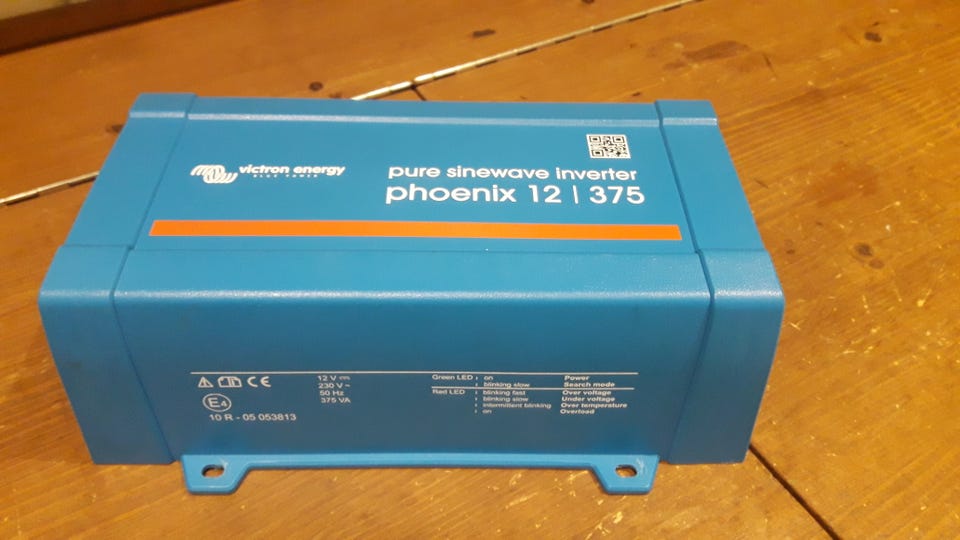 victron energy
BLUE POWER
pure sinewave inverter
phoenix 12 | 375
CE
12 V
230 V ~
50 Hz
375 VA
E4
10 R - 05 053813
Green LED : on Power
: blinking slow Search mode
Red LED : blinking fast Over voltage
: blinking slow Under voltage
: intermittent blinking Over temperature
: on Overload